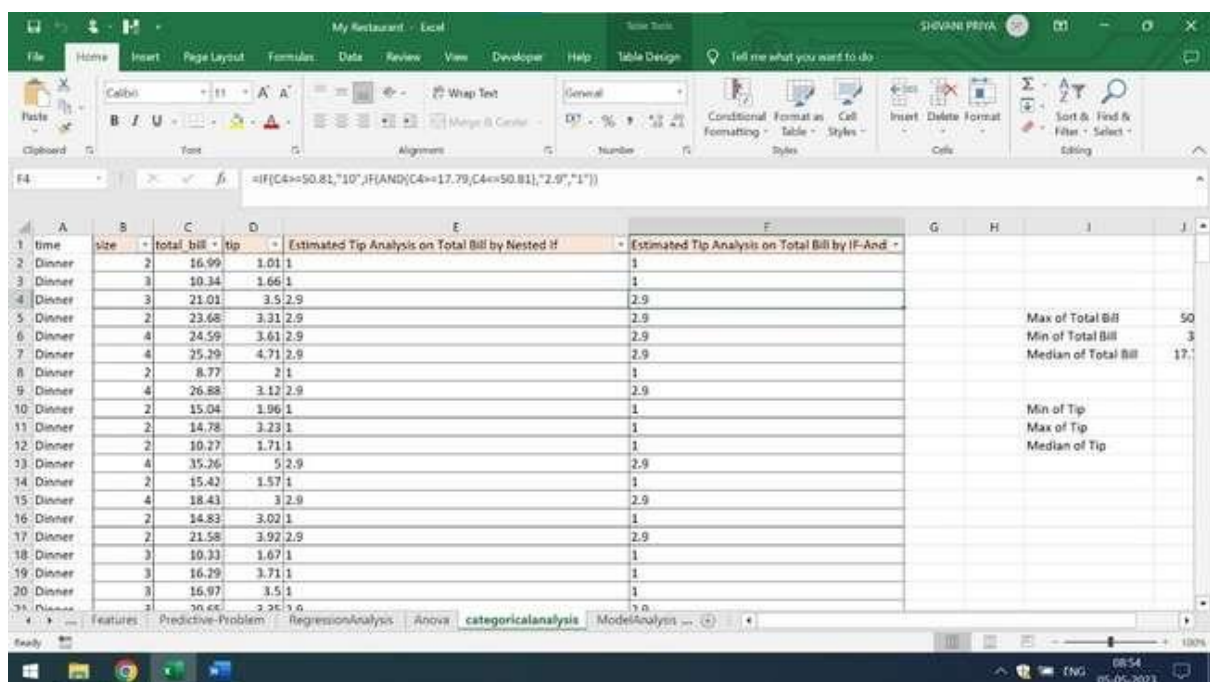 My Restaurant - Excel
Table Tools
SHIVANI PRIYA
File Home Insert Page Layout Formulas Data Review View Developer Help Table Design Tell me what you want to do
Paste
Calibri 11
Wrap Text
General
Merge & Center
Conditional Formatting
Format as Table
Cell Styles
Insert Delete Format
Sort & Filter
Find & Select
Clipboard Font Alignment Number Styles Cells Editing
F4 =IF(C4>=50.81,"10",IF(AND(C4>=17.79,C4<=50.81),"2.9","1"))
A B C D E F G H I J
1 time size total_bill tip Estimated Tip Analysis on Total Bill by Nested If Estimated Tip Analysis on Total Bill by IF-And
2 Dinner 2 16.99 1.01 1 1
3 Dinner 3 10.34 1.66 1 1
4 Dinner 3 21.01 3.5 2.9 2.9
5 Dinner 2 23.68 3.31 2.9 2.9 Max of Total Bill 50
6 Dinner 4 24.59 3.61 2.9 2.9 Min of Total Bill 3
7 Dinner 4 25.29 4.71 2.9 2.9 Median of Total Bill 17.
8 Dinner 2 8.77 2 1 1
9 Dinner 4 26.88 3.12 2.9 2.9
10 Dinner 2 15.04 1.96 1 1 Min of Tip
11 Dinner 2 14.78 3.23 1 1 Max of Tip
12 Dinner 2 10.27 1.71 1 1 Median of Tip
13 Dinner 4 35.26 5 2.9 2.9
14 Dinner 2 15.42 1.57 1 1
15 Dinner 4 18.43 3 2.9 2.9
16 Dinner 2 14.83 3.02 1 1
17 Dinner 2 21.58 3.92 2.9 2.9
18 Dinner 3 10.33 1.67 1 1
19 Dinner 3 16.29 3.71 1 1
20 Dinner 3 16.97 3.5 1 1
21 Dinner 3 20.65 3.35 2.9 2.9
... Features Predictive-Problem RegressionAnalysis Anova categoricalanalysis ModelAnalysis ...
Ready 100%
ENG 08:54
05-05-2023